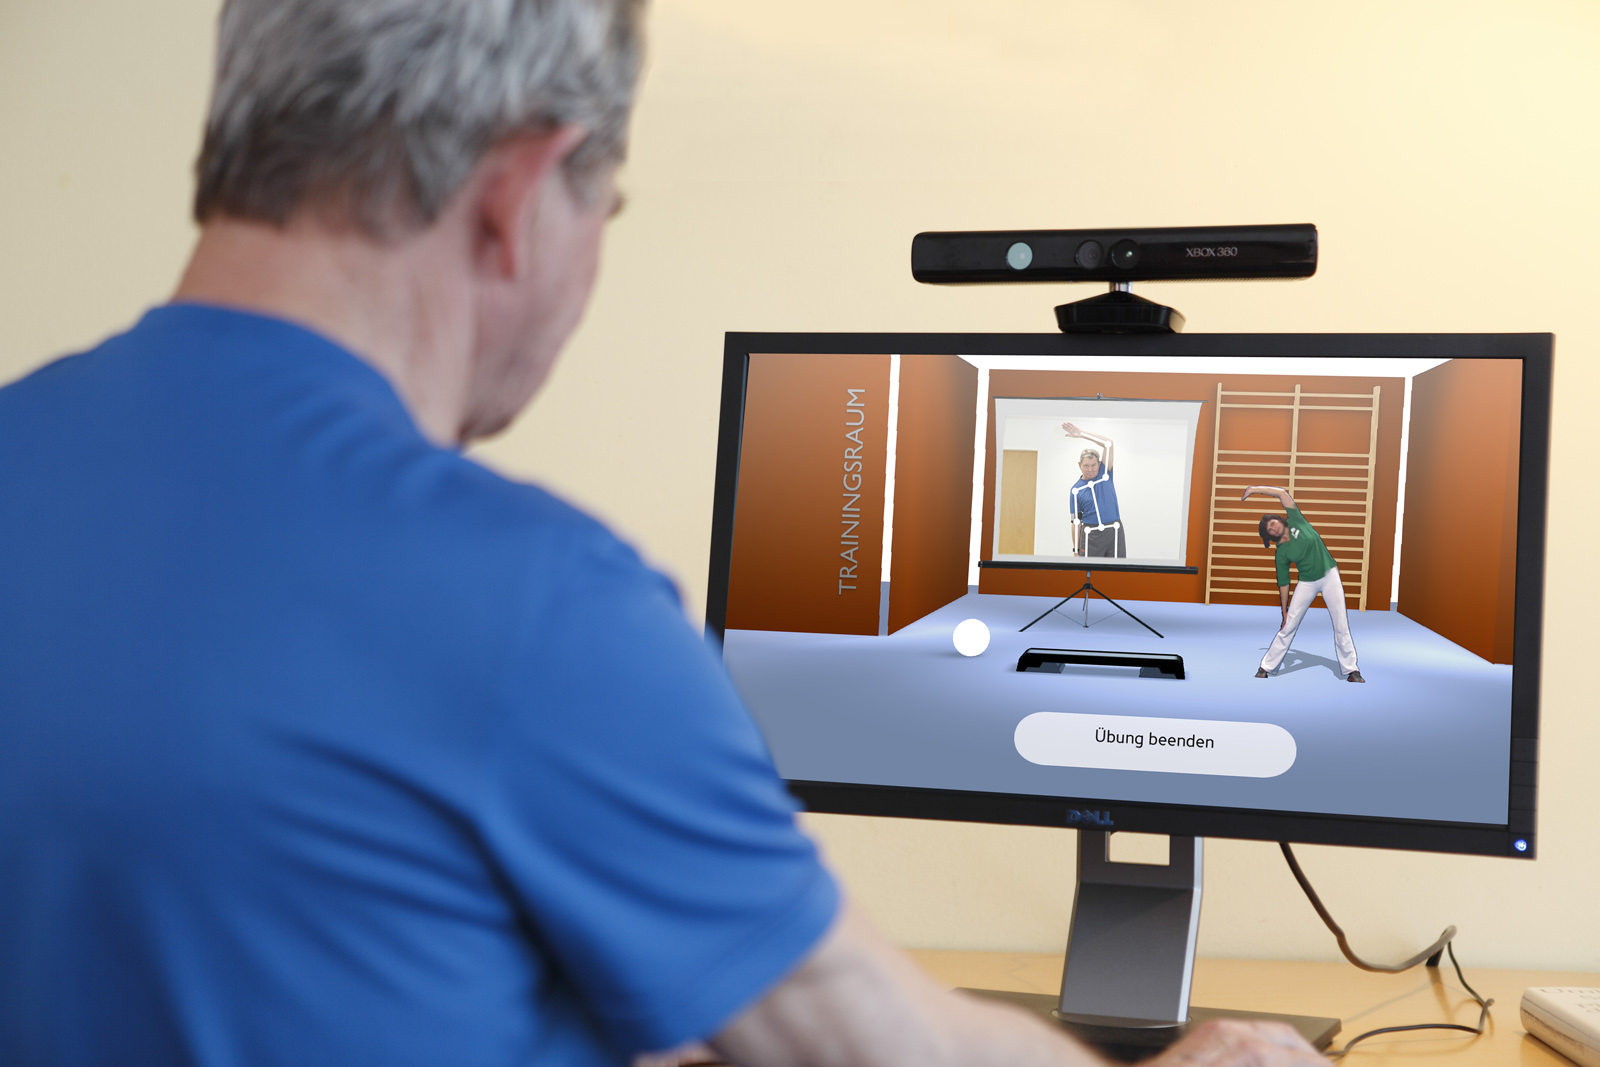 XBOX 360
TRAININGSRAUM
Übung beenden
DELL